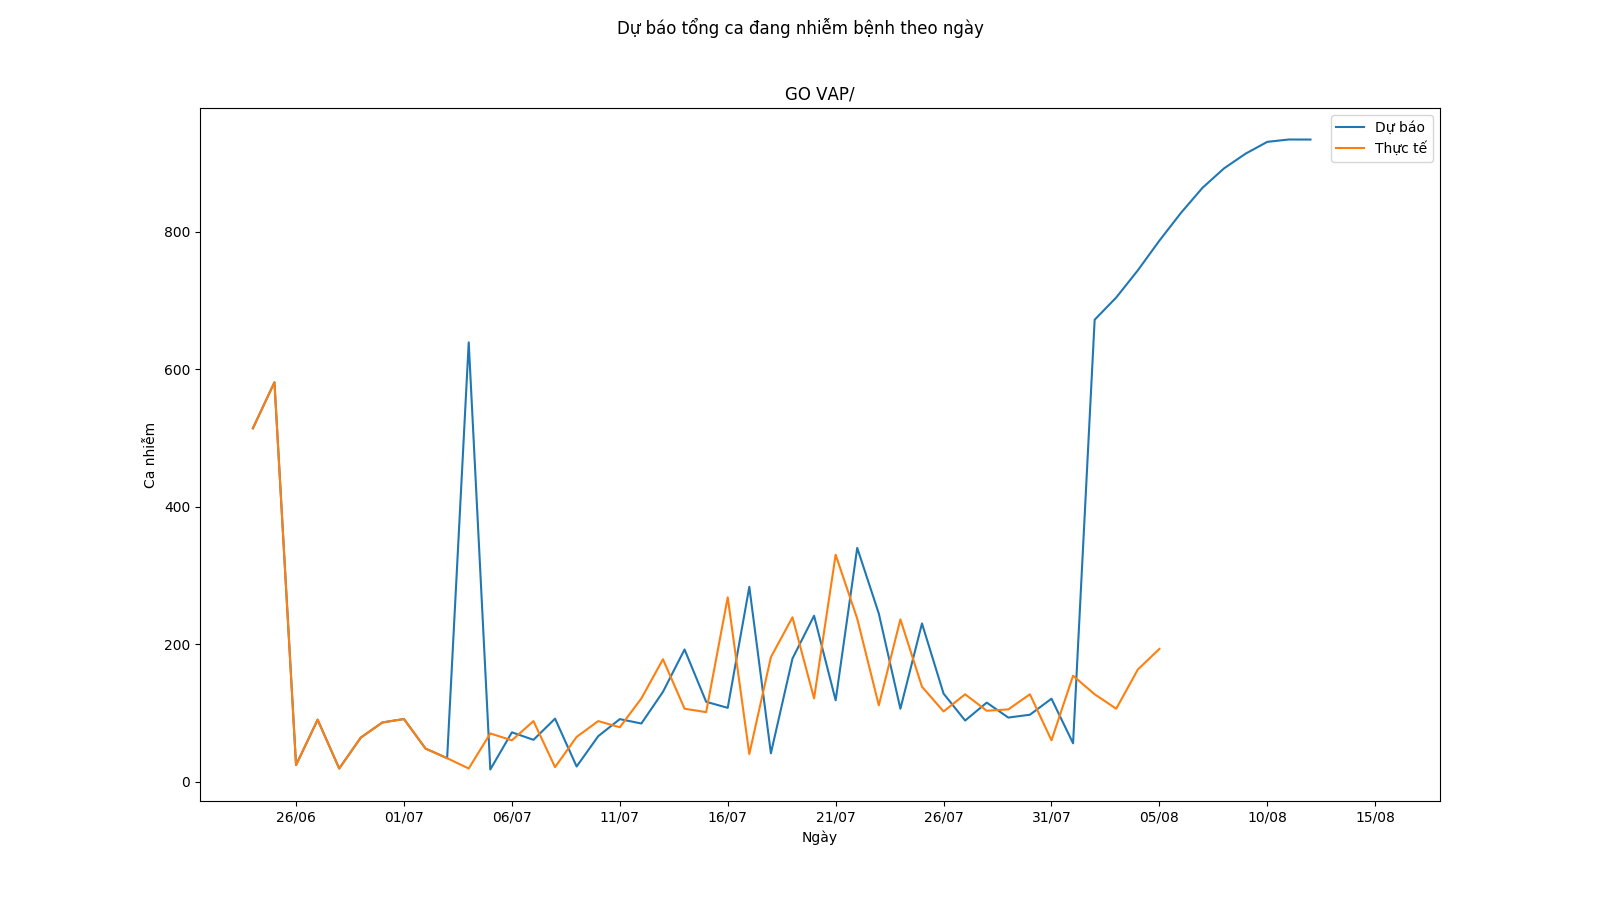 Dự báo tổng ca đang nhiễm bệnh theo ngày
GO VAP/
Dự báo
Thực tế
800
600
400
200
0
Ca nhiễm
26/06 01/07 06/07 11/07 16/07 21/07 26/07 31/07 05/08 10/08 15/08
Ngày